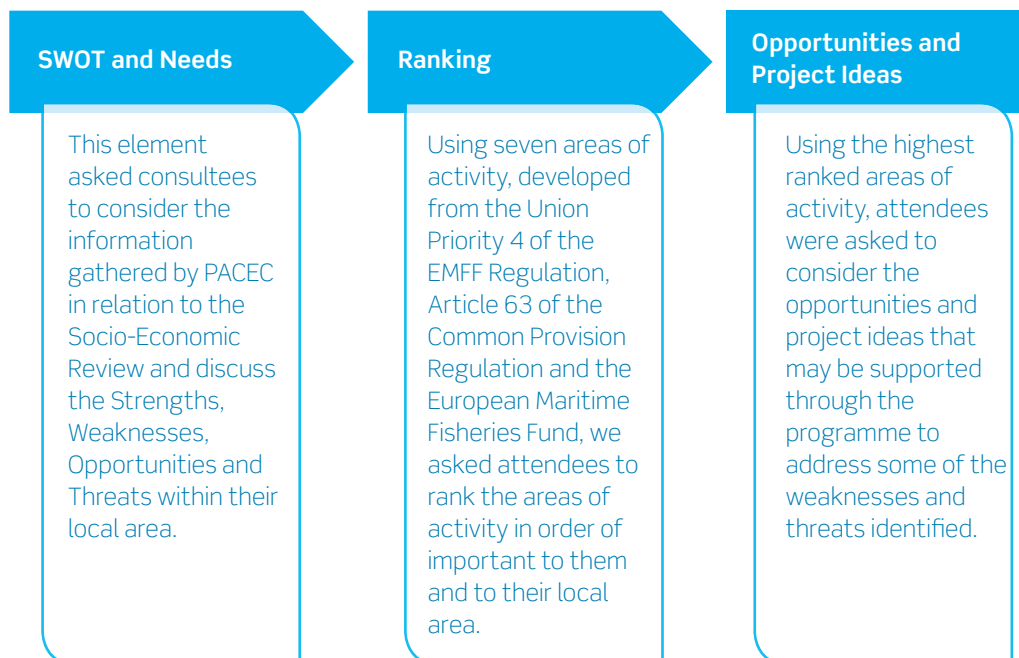 SWOT and Needs
This element
asked consultees
to consider the
information
gathered by PACEC
in relation to the
Socio-Economic
Review and discuss
the Strengths,
Weaknesses,
Opportunities and
Threats within their
local area.
Ranking
Using seven areas of
activity, developed
from the Union
Priority 4 of the
EMFF Regulation,
Article 63 of the
Common Provision
Regulation and the
European Maritime
Fisheries Fund, we
asked attendees to
rank the areas of
activity in order of
important to them
and to their local
area.
Opportunities and
Project Ideas
Using the highest
ranked areas of
activity, attendees
were asked to
consider the
opportunities and
project ideas that
may be supported
through the
programme to
address some of the
weaknesses and
threats identified.